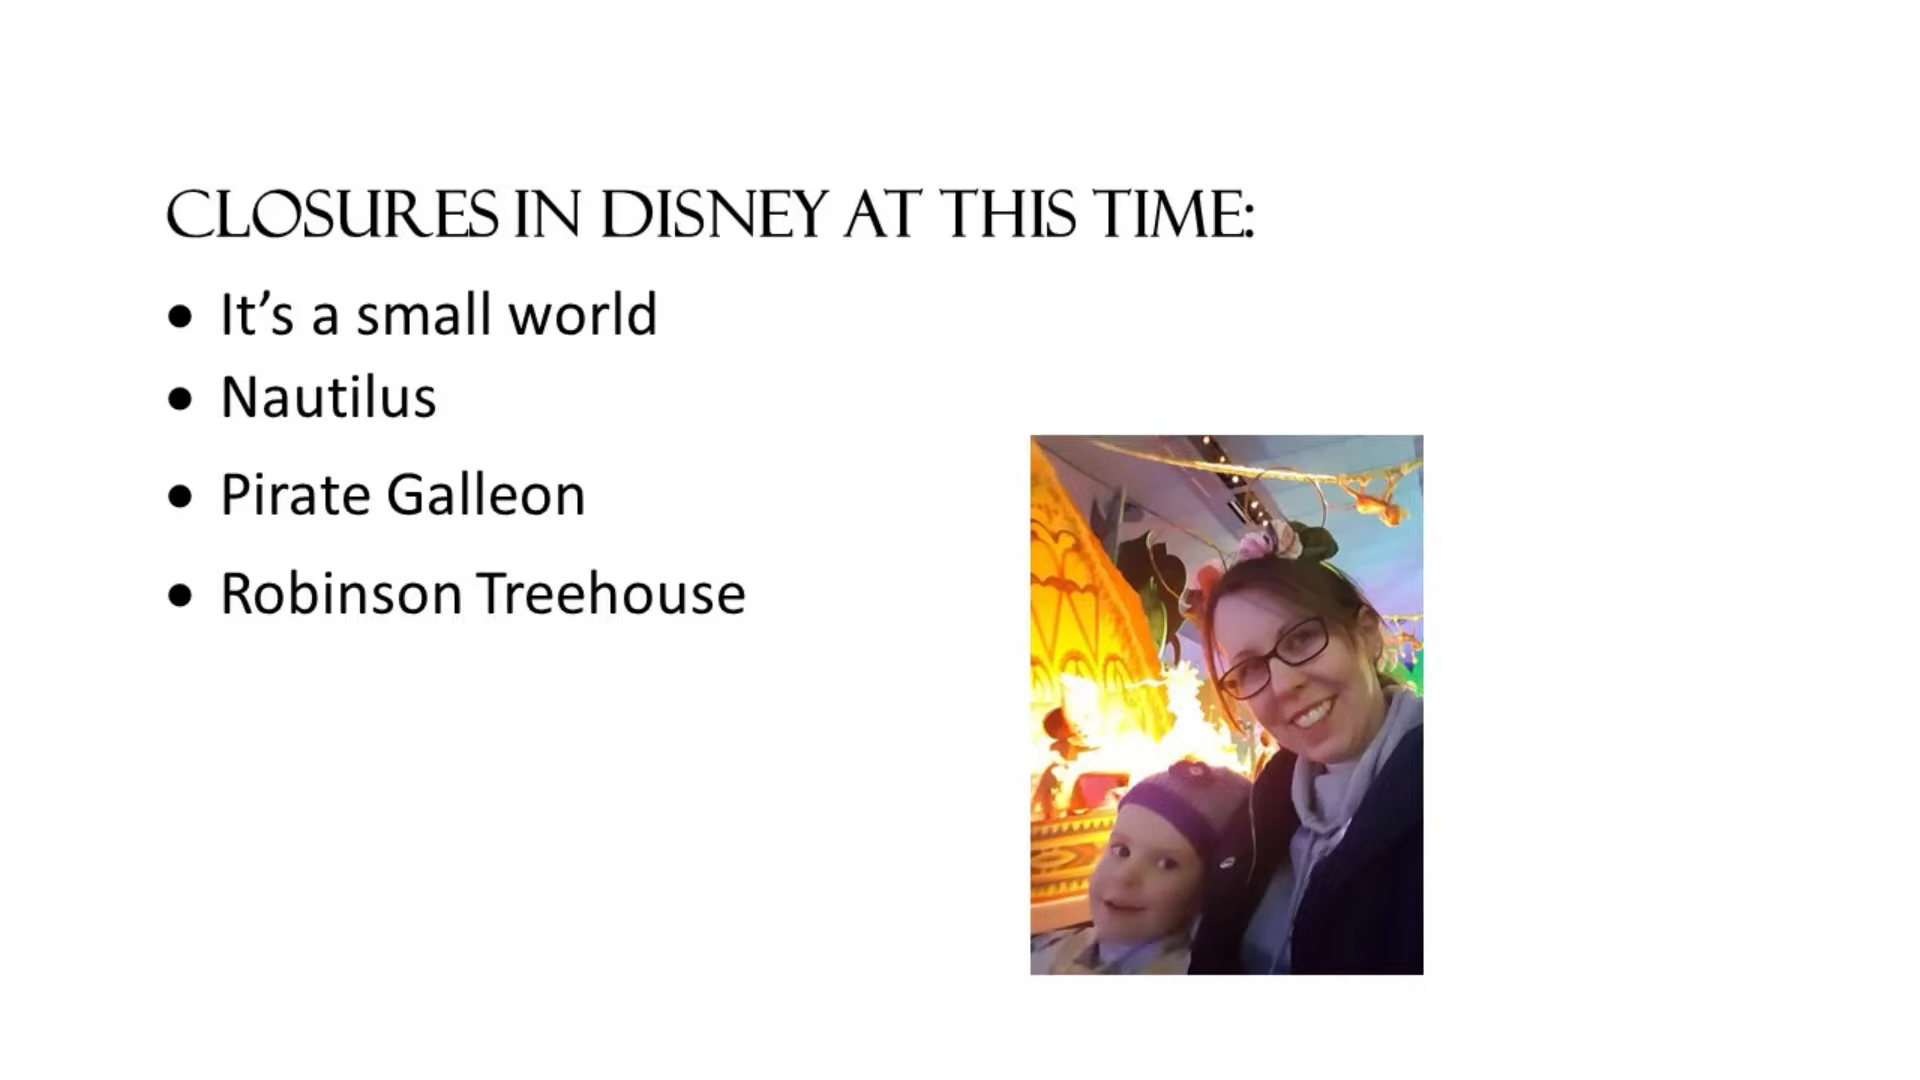 CLOSURES IN DISNEY AT THIS TIME:
• It’s a small world
• Nautilus
• Pirate Galleon
• Robinson Treehouse